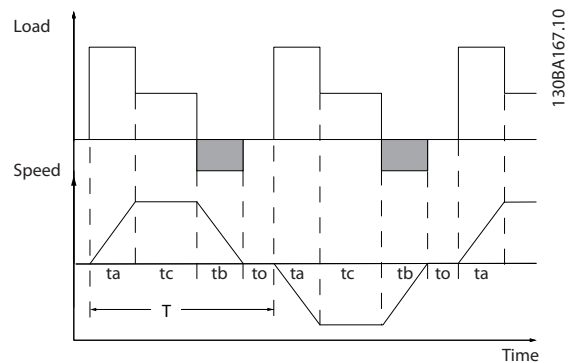 Load
130BA167.10
Speed
ta tc tb to ta tc tb to ta
T
Time